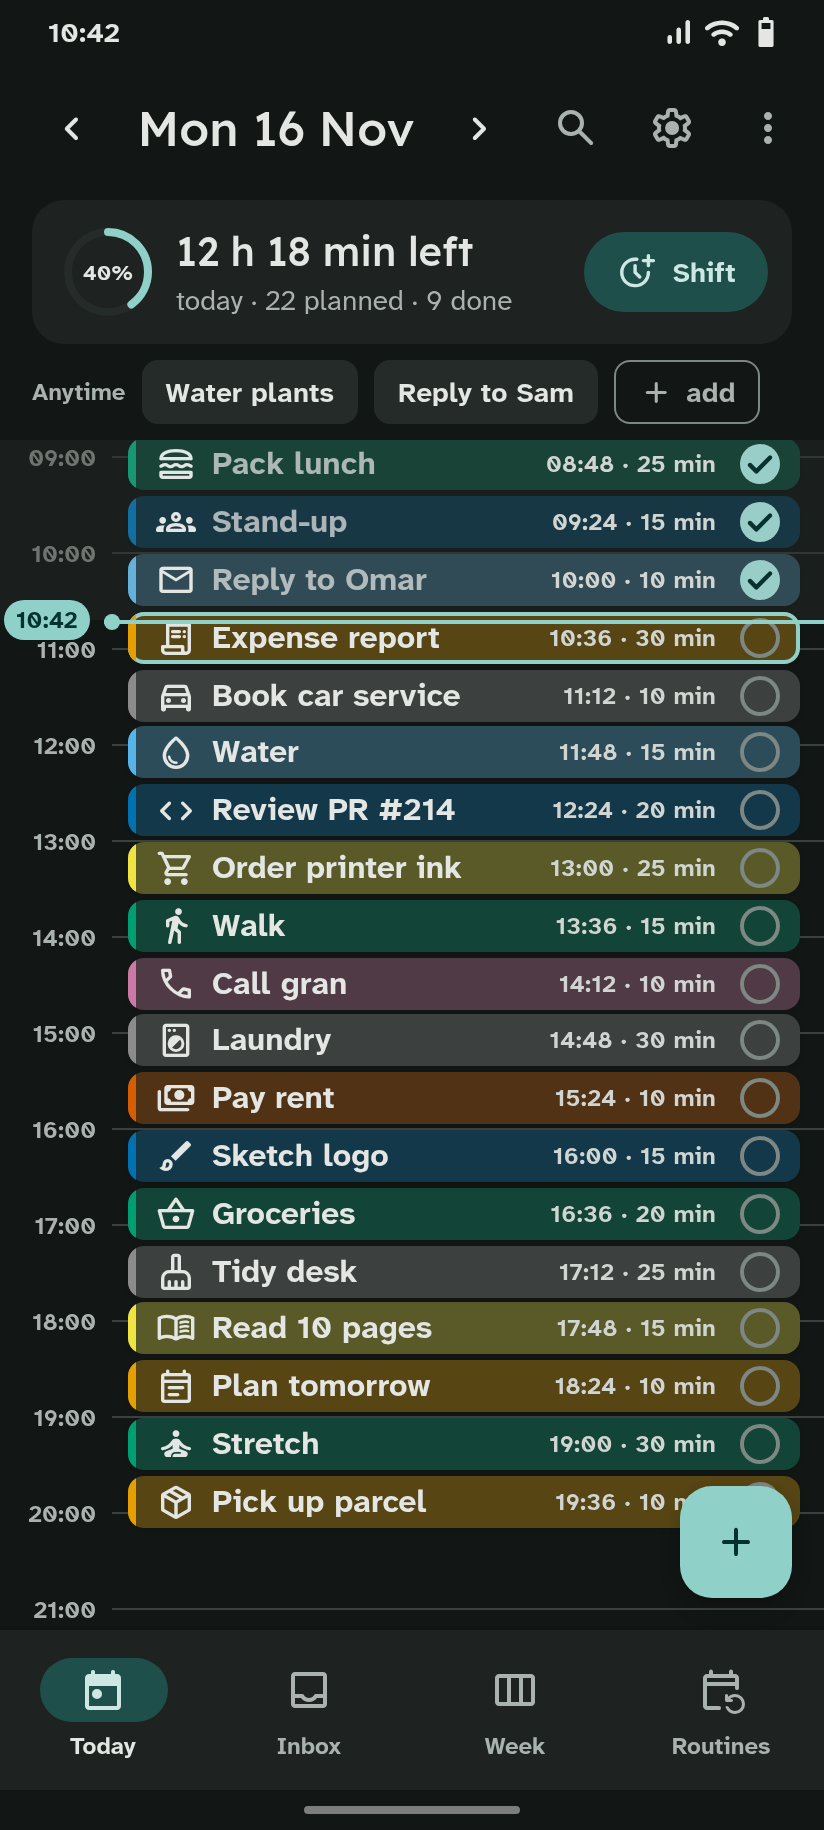 10:42
Mon 16 Nov
40%
12 h 18 min left
today · 22 planned · 9 done
Shift
Anytime
Water plants
Reply to Sam
add
09:00
Pack lunch 08:48 · 25 min
Stand-up 09:24 · 15 min
10:00
Reply to Omar 10:00 · 10 min
10:42
Expense report 10:36 · 30 min
11:00
Book car service 11:12 · 10 min
12:00
Water 11:48 · 15 min
Review PR #214 12:24 · 20 min
13:00
Order printer ink 13:00 · 25 min
14:00
Walk 13:36 · 15 min
Call gran 14:12 · 10 min
15:00
Laundry 14:48 · 30 min
Pay rent 15:24 · 10 min
16:00
Sketch logo 16:00 · 15 min
17:00
Groceries 16:36 · 20 min
Tidy desk 17:12 · 25 min
18:00
Read 10 pages 17:48 · 15 min
Plan tomorrow 18:24 · 10 min
19:00
Stretch 19:00 · 30 min
20:00
Pick up parcel 19:36 · 10
21:00
Today
Inbox
Week
Routines